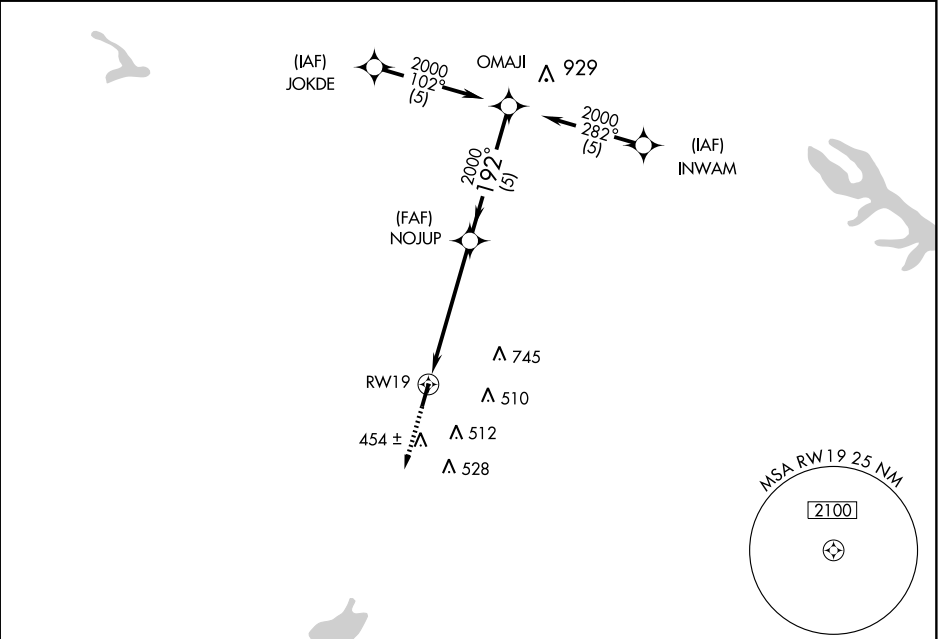 (IAF)
JOKDE
2000
102°
(5)
OMAJI
929
2000
282°
(5)
(IAF)
INWAM
2000
192°
(5)
(FAF)
NOJUP
745
RW19
510
454 ±
512
528
MSA RW19 25 NM
2100